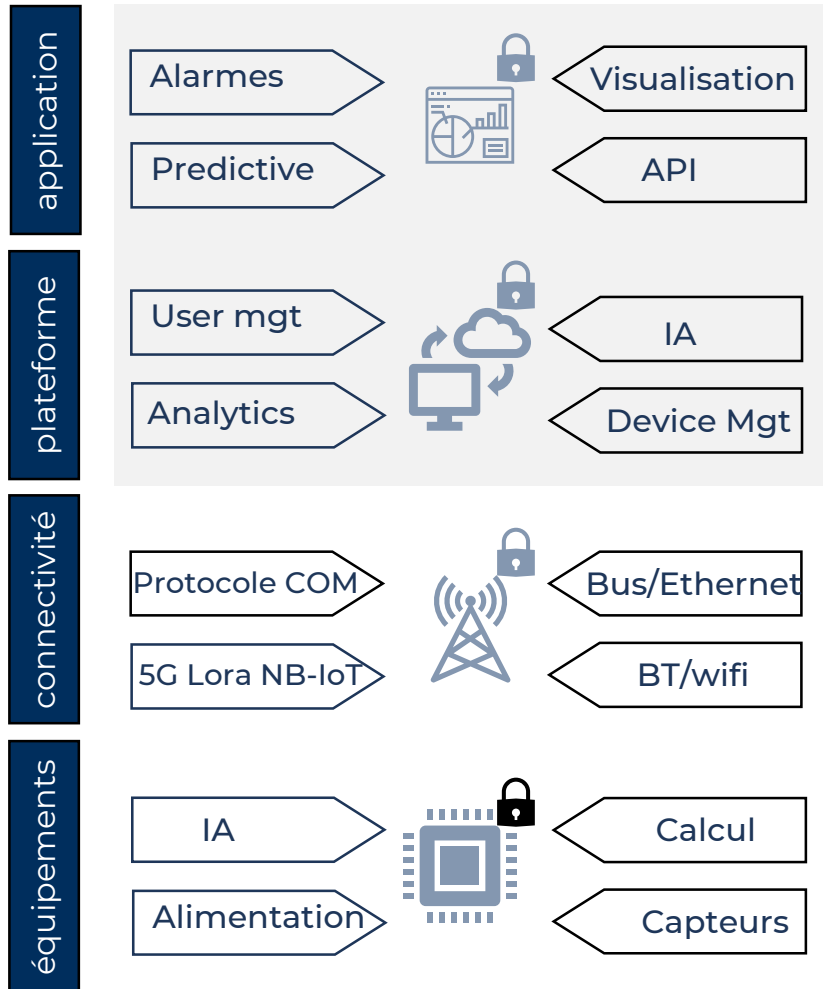 application
Alarmes
Visualisation
Predictive
API
plateforme
User mgt
IA
Analytics
Device Mgt
connectivité
Protocole COM
Bus/Ethernet
5G Lora NB-IoT
BT/wifi
équipements
IA
Calcul
Alimentation
Capteurs